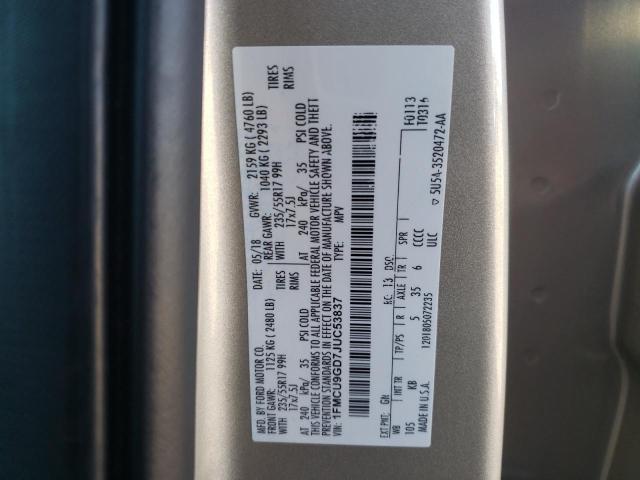 MFD. BY FORD MOTOR CO.
DATE: 05/18 GVWR: 2159 KG ( 4760 LB)
FRONT GAWR: 1125 KG ( 2480 LB) REAR GAWR: 1040 KG ( 2293 LB)
WITH 235/55R17 99H TIRES WITH 235/55R17 99H TIRES
17x7.5J RIMS 17x7.5J RIMS
AT 240 kPa/ 35 PSI COLD AT 240 kPa/ 35 PSI COLD
THIS VEHICLE CONFORMS TO ALL APPLICABLE FEDERAL MOTOR VEHICLE SAFETY AND THEFT
PREVENTION STANDARDS IN EFFECT ON THE DATE OF MANUFACTURE SHOWN ABOVE.
VIN: 1FMCU9GD7JUC53837 TYPE: MPV
F0113
T0316
EXT PNT: GN RC: 13 DSO:
WB INT TR TP/PS R AXLE TR SPR
105 KB 5 35 6 CCCC
MADE IN U.S.A. 1201805072235 ULC
5U5A-3520472-AA